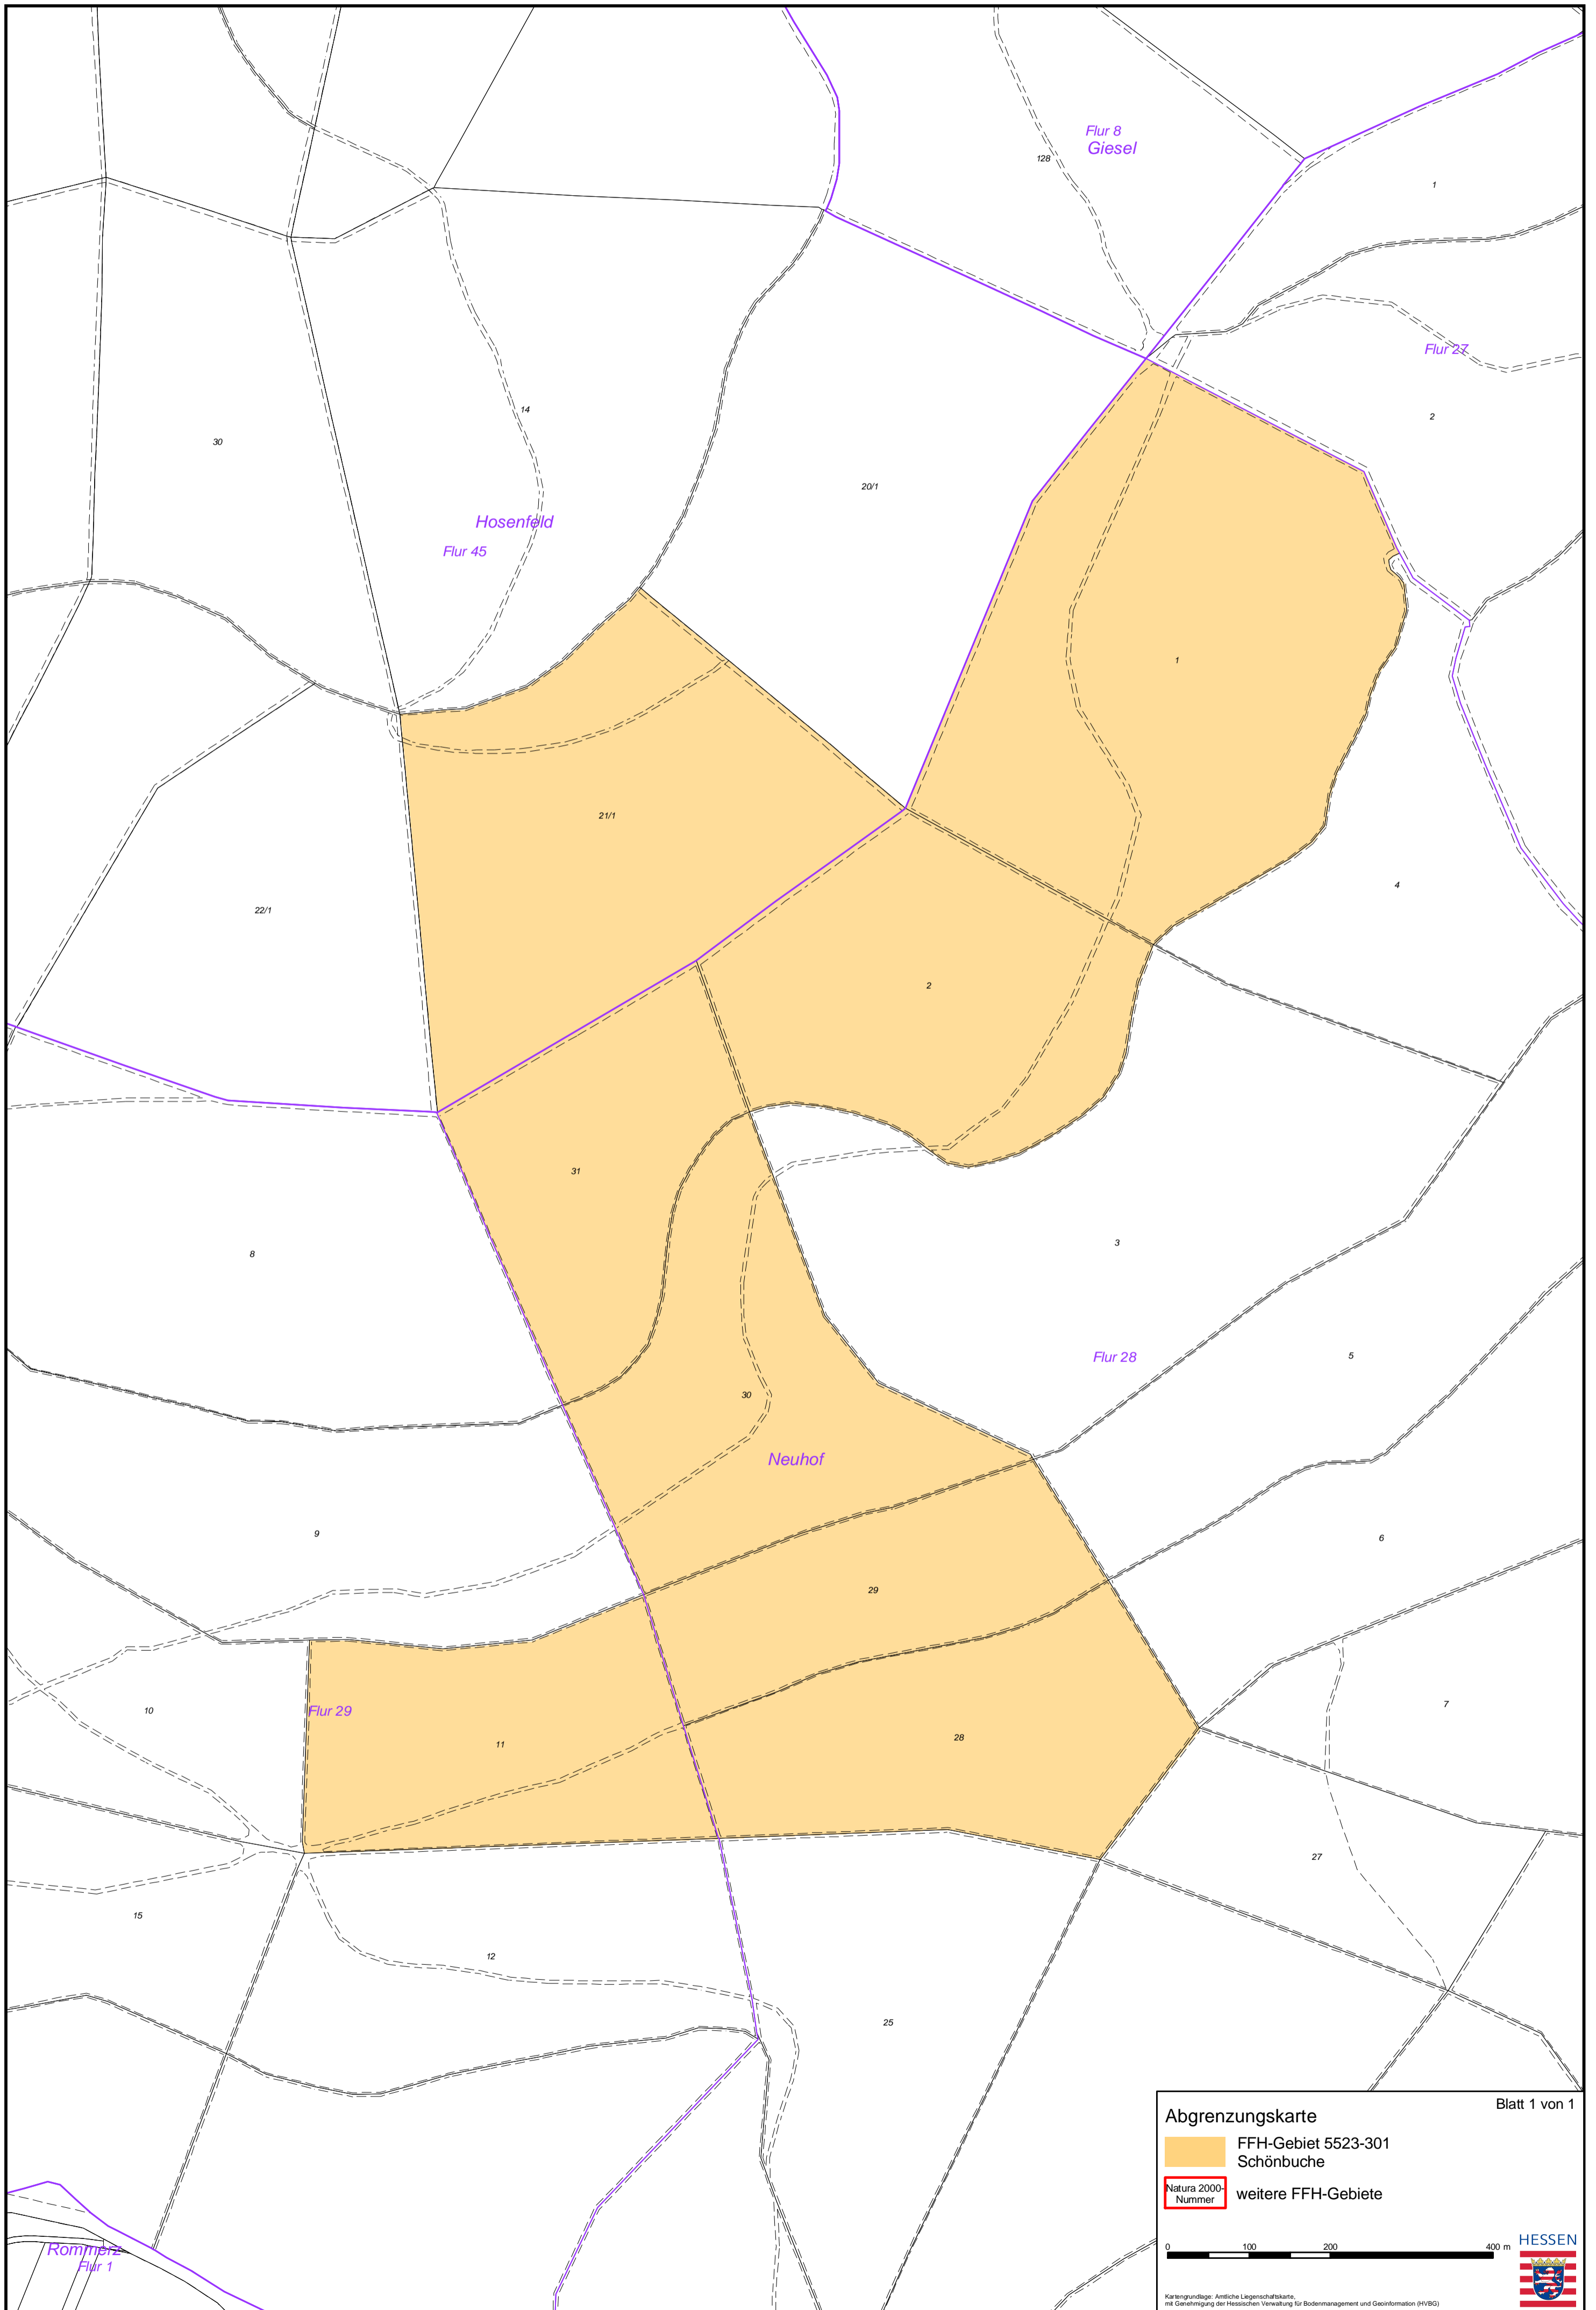 Flur 8
Giesel
128
1
Flur 27
2
14
30
20/1
Hosenfeld
Flur 45
1
21/1
4
22/1
2
31
3
8
Flur 28
5
30
Neuhof
9
6
29
7
10
Flur 29
11
28
27
15
12
25
Blatt 1 von 1
Abgrenzungskarte
FFH-Gebiet 5523-301
Schönbuche
Natura 2000-
Nummer
weitere FFH-Gebiete
HESSEN
0 100 200 400 m
Rommerz
Flur 1
Kartengrundlage: Amtliche Liegenschaftskarte,
mit Genehmigung der Hessischen Verwaltung für Bodenmanagement und Geoinformation (HVBG)